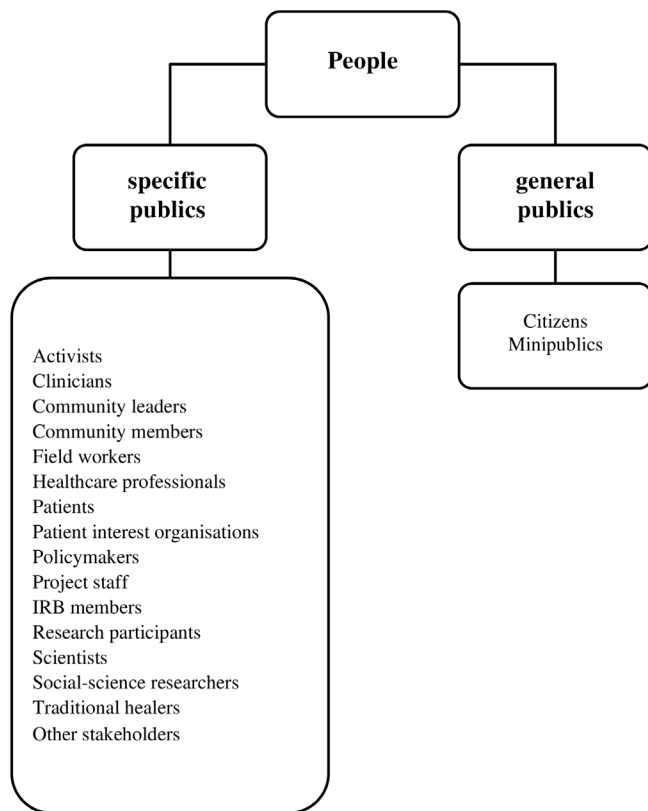 People
specific
publics
general
publics
Citizens
Minipublics
Activists
Clinicians
Community leaders
Community members
Field workers
Healthcare professionals
Patients
Patient interest organisations
Policymakers
Project staff
IRB members
Research participants
Scientists
Social-science researchers
Traditional healers
Other stakeholders